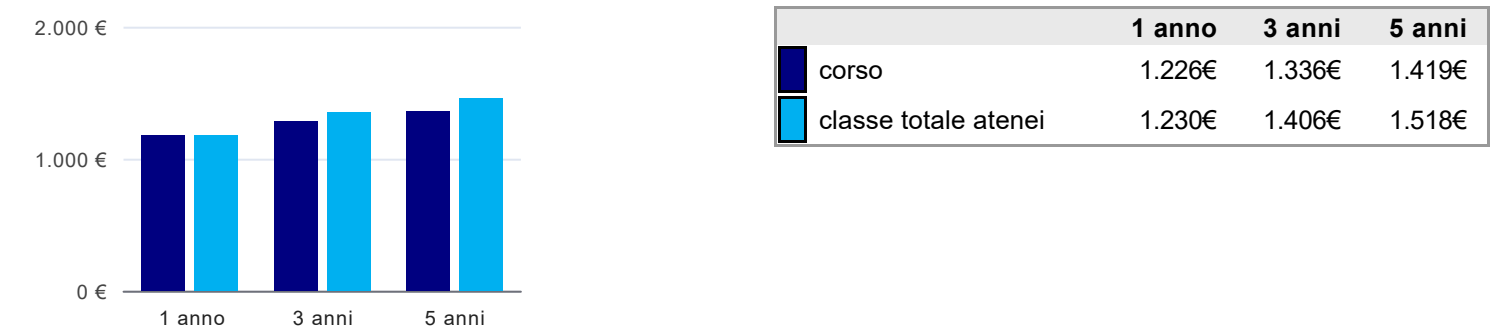 2.000 €
1.000 €
0 €
1 anno 3 anni 5 anni
1 anno 3 anni 5 anni
corso 1.226€ 1.336€ 1.419€
classe totale atenei 1.230€ 1.406€ 1.518€